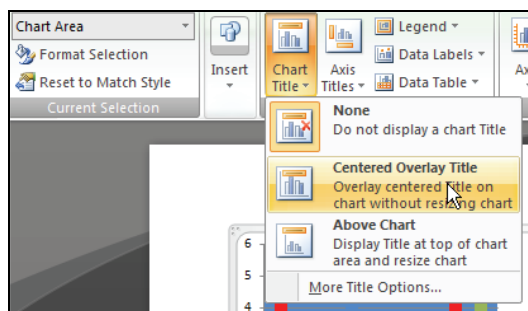 Chart Area
Format Selection
Reset to Match Style
Current Selection
Insert
Chart Title
Axis Titles
Legend
Data Labels
Data Table
None
Do not display a chart Title
Centered Overlay Title
Overlay centered Title on
chart without resizing chart
Above Chart
Display Title at top of chart
area and resize chart
More Title Options...
6
5
4